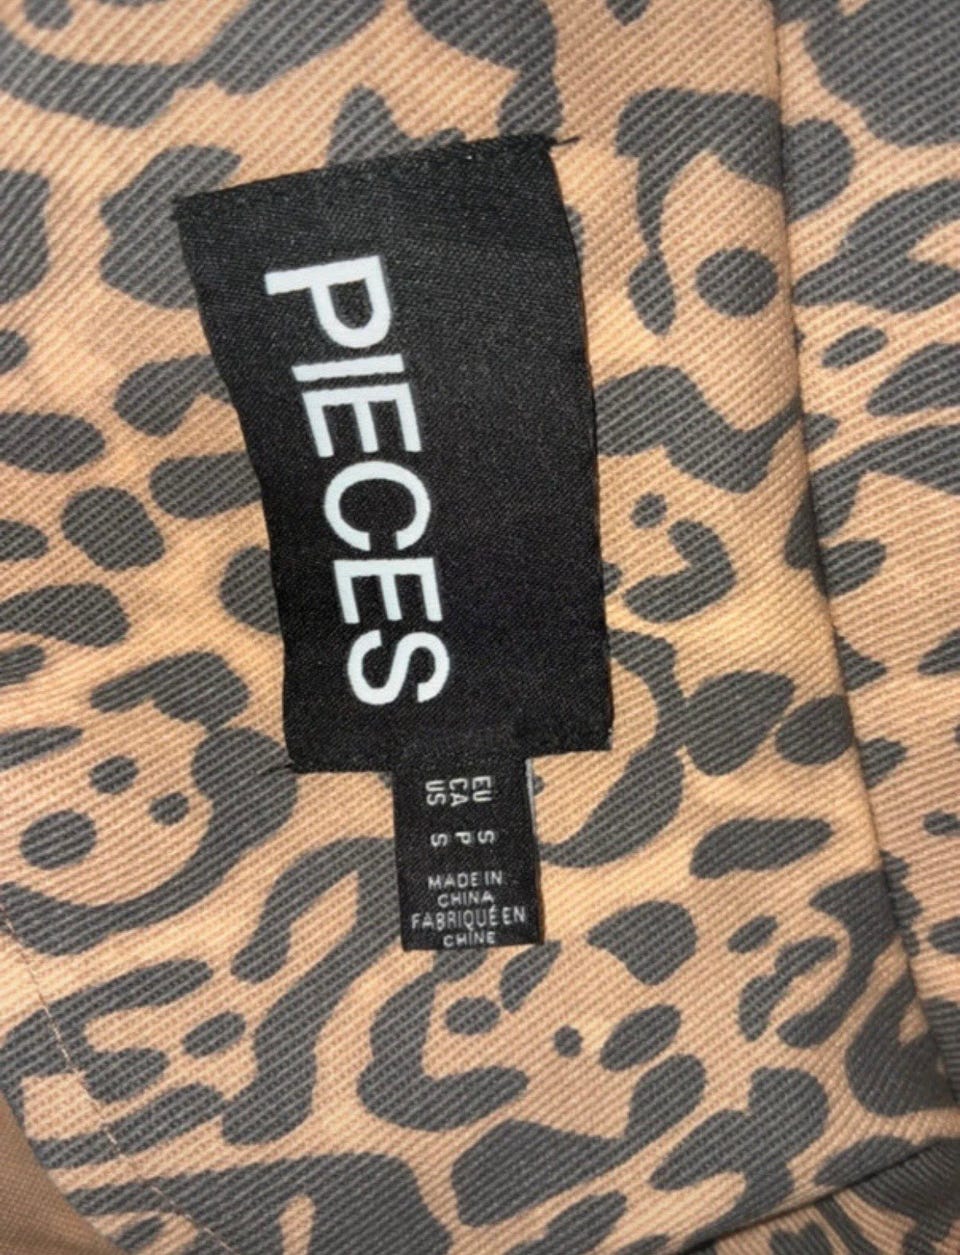 PIECES
EU S
CA P
US S
MADE IN
CHINA
FABRIQUÉ EN
CHINE